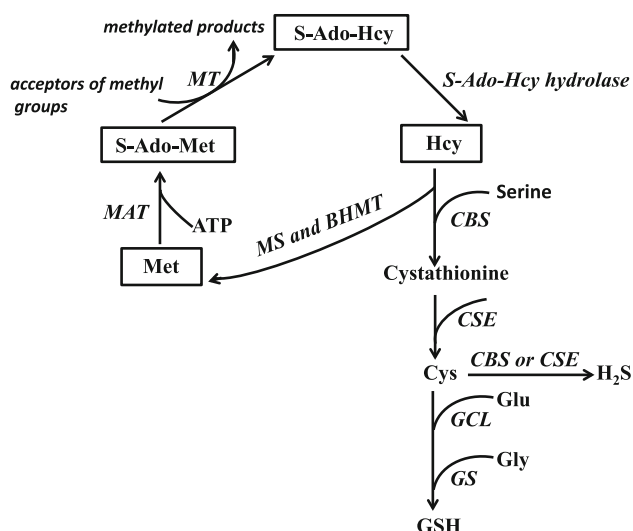 methylated products
S-Ado-Hcy
acceptors of methyl
groups
MT
S-Ado-Hcy hydrolase
S-Ado-Met
Hcy
MAT
ATP
MS and BHMT
Serine
CBS
Met
Cystathionine
CSE
Cys
CBS or CSE
H₂S
Glu
GCL
Gly
GS
GSH